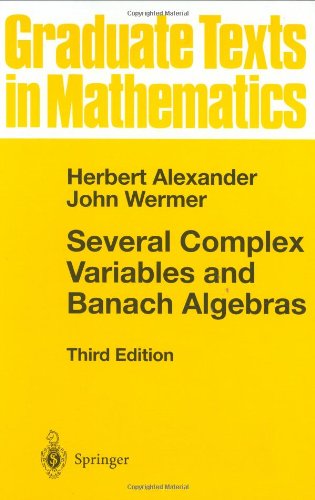 Graduate Texts
in Mathematics
Herbert Alexander
John Wermer
Several Complex
Variables and
Banach Algebras
Third Edition
Springer